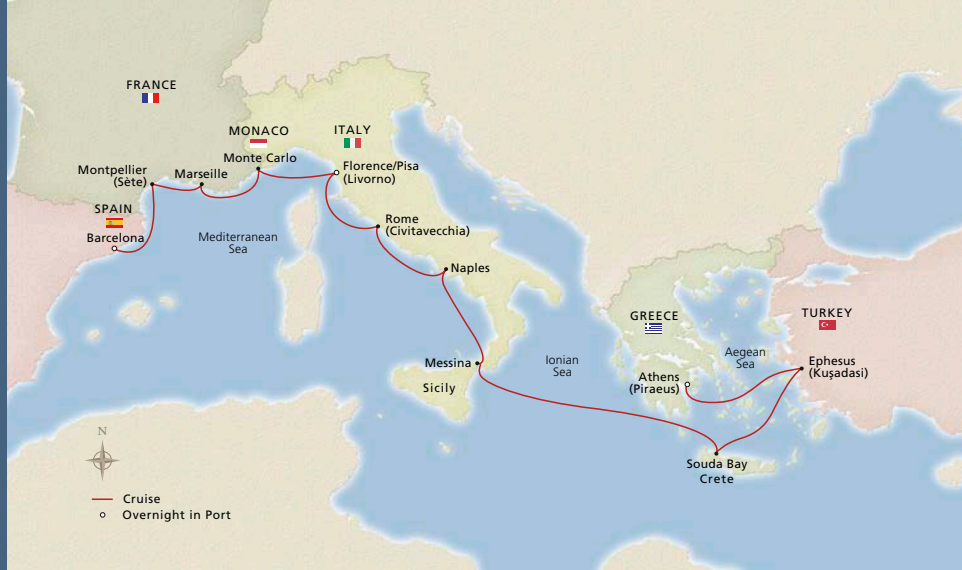 FRANCE
MONACO
ITALY
Monte Carlo
Montpellier
(Sète)
Marseille
Florence/Pisa
(Livorno)
SPAIN
Barcelona
Mediterranean
Sea
Rome
(Civitavecchia)
Naples
GREECE
TURKEY
Messina
Sicily
Ionian
Sea
Aegean
Sea
Athens
(Piraeus)
Ephesus
(Kuşadasi)
N
Souda Bay
Crete
Cruise
Overnight in Port